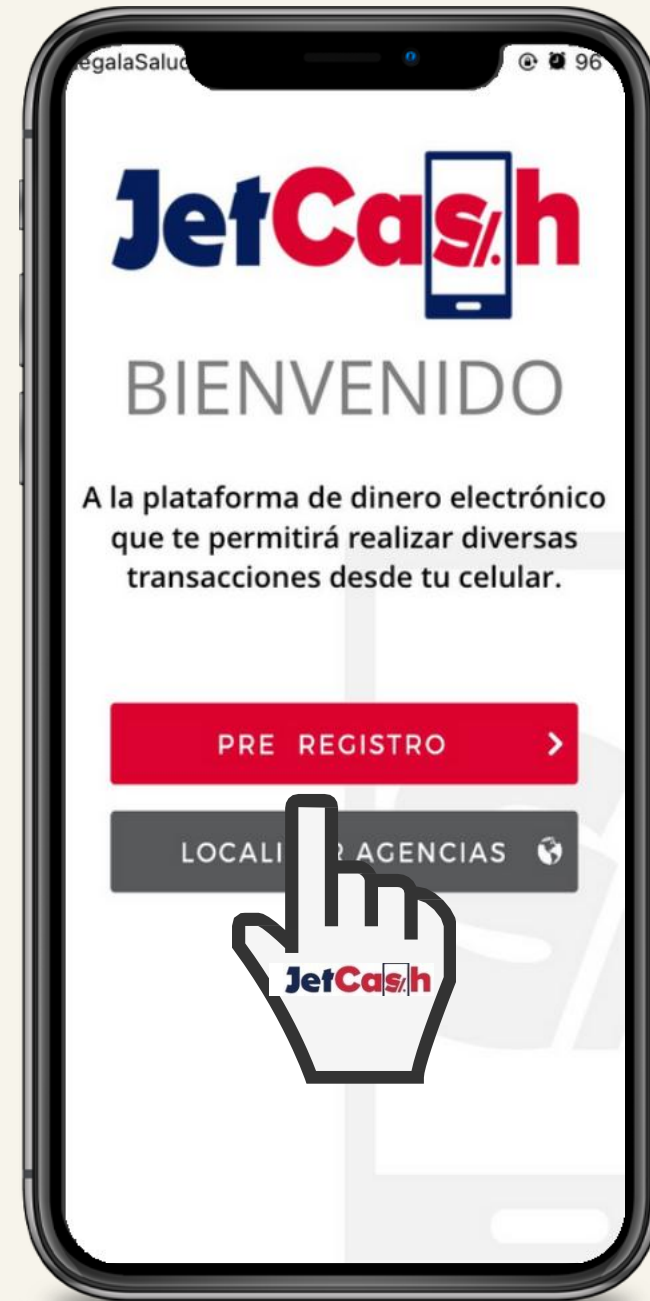 96
JetCaS/.h
BIENVENIDO
A la plataforma de dinero electrónico
que te permitirá realizar diversas
transacciones desde tu celular.
PRE REGISTRO
AGENCIAS
JetCaS/.h